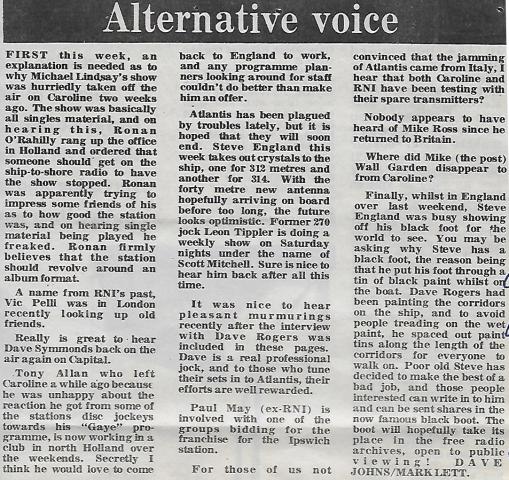 Alternative voice
FIRST this week, an
explanation is needed as to
why Michael Lindsay's show
was hurriedly taken off the
air on Caroline two weeks
ago. The show was basically
all singles material, and on
hearing this, Ronan
O'Rahilly rang up the office
in Holland and ordered that
someone should get on the
ship-to-shore radio to have
the show stopped. Ronan
was apparently trying to
impress some friends of his
as to how good the station
was, and on hearing single
material being played he
freaked. Ronan firmly
believes that the station
should revolve around an
album format.
A name from RNI's past,
Vic Pelli was in London
recently looking up old
friends.
Really is great to hear
Dave Symmonds back on the
air again on Capital.
Tony Allan who left
Caroline a while ago because
he was unhappy about the
reaction he got from some of
the stations disc jockeys
towards his "Gaye" pro-
gramme, is now working in a
club in north Holland over
the weekends. Secretly I
think he would love to come
back to England to work,
and any programme plan-
ners looking around for staff
couldn't do better than make
him an offer.
Atlantis has been plagued
by troubles lately, but it is
hoped that they will soon
end. Steve England this
week takes out crystals to the
ship, one for 312 metres and
another for 314. With the
forty metre new antenna
hopefully arriving on board
before too long, the future
looks optimistic. Former 270
jock Leon Tippler is doing a
weekly show on Saturday
nights under the name of
Scott Mitchell. Sure is nice to
hear him back after all this
time.
It was nice to hear
pleasant murmurings
recently after the interview
with Dave Rogers was
included in these pages.
Dave is a real professional
jock, and to those who tune
their sets in to Atlantis, their
efforts are well rewarded.
Paul May (ex-RNI) is
involved with one of the
groups bidding for the
franchise for the Ipswich
station.
For those of us not
convinced that the jamming
of Atlantis came from Italy, I
hear that both Caroline and
RNI have been testing with
their spare transmitters?
Nobody appears to have
heard of Mike Ross since he
returned to Britain.
Where did Mike (the post)
Wall Garden disappear to
from Caroline?
Finally, whilst in England
over last weekend, Steve
England was busy showing
off his black foot for the
world to see. You may be
asking why Steve has a
black foot, the reason being
that he put his foot through a
tin of black paint whilst on
the boat. Dave Rogers had
been painting the corridors
on the ship, and to avoid
people treading on the wet
paint, he spaced out paint
tins along the length of the
corridors for everyone to
walk on. Poor old Steve has
decided to make the best of a
bad job, and those people
interested can write in to him
and can be sent shares in the
now famous black boot. The
boot will hopefully take its
place in the free radio
archives, open to public
viewing! DAVE
JOHNS/MARK LETT.